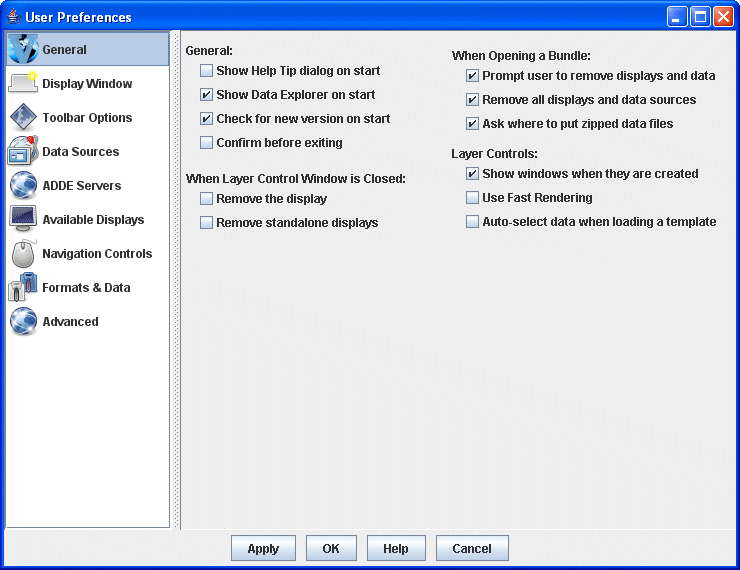 User Preferences
General
Display Window
Toolbar Options
Data Sources
ADDE Servers
Available Displays
Navigation Controls
Formats & Data
Advanced
General:
Show Help Tip dialog on start
Show Data Explorer on start
Check for new version on start
Confirm before exiting
When Layer Control Window is Closed:
Remove the display
Remove standalone displays
When Opening a Bundle:
Prompt user to remove displays and data
Remove all displays and data sources
Ask where to put zipped data files
Layer Controls:
Show windows when they are created
Use Fast Rendering
Auto-select data when loading a template
Apply
OK
Help
Cancel